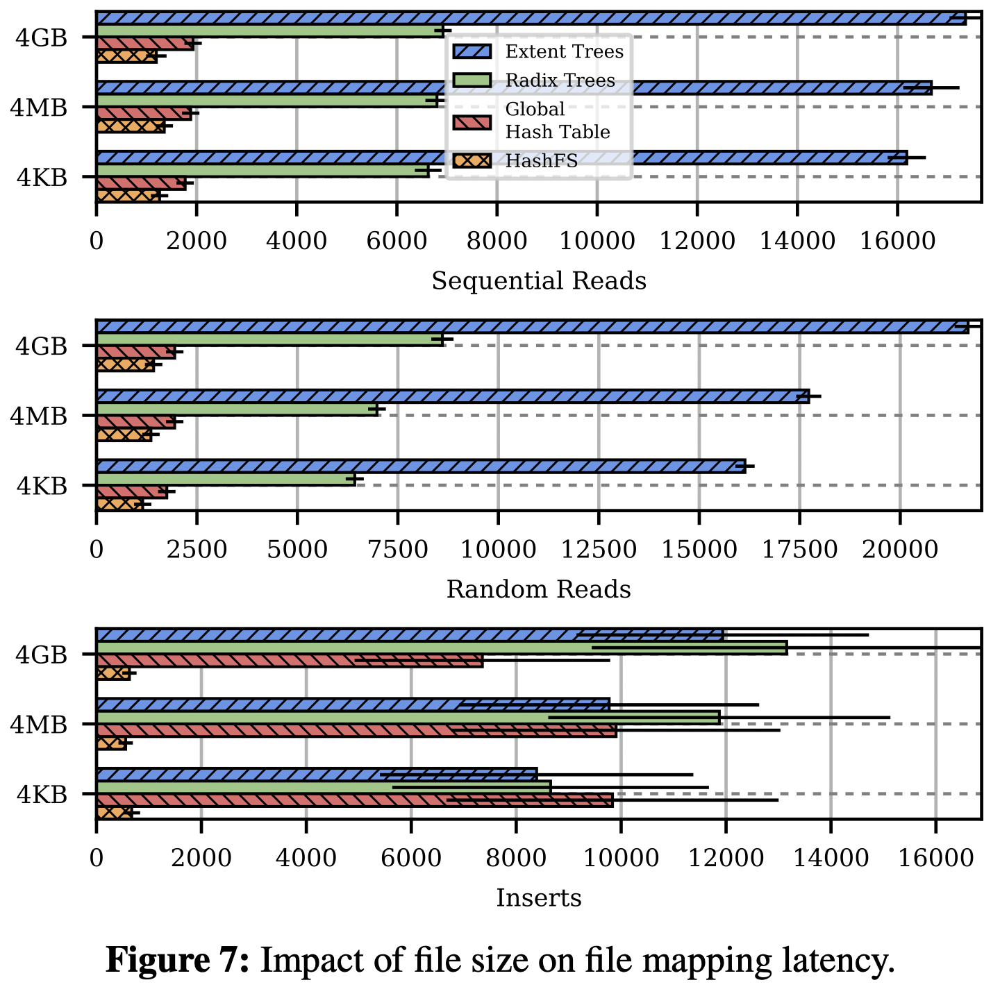 4GB
4MB
4KB
Extent Trees
Radix Trees
Global
Hash Table
HashFS
0 2000 4000 6000 8000 10000 12000 14000 16000
Sequential Reads
4GB
4MB
4KB
0 2500 5000 7500 10000 12500 15000 17500 20000
Random Reads
4GB
4MB
4KB
0 2000 4000 6000 8000 10000 12000 14000 16000
Inserts
Figure 7: Impact of file size on file mapping latency.